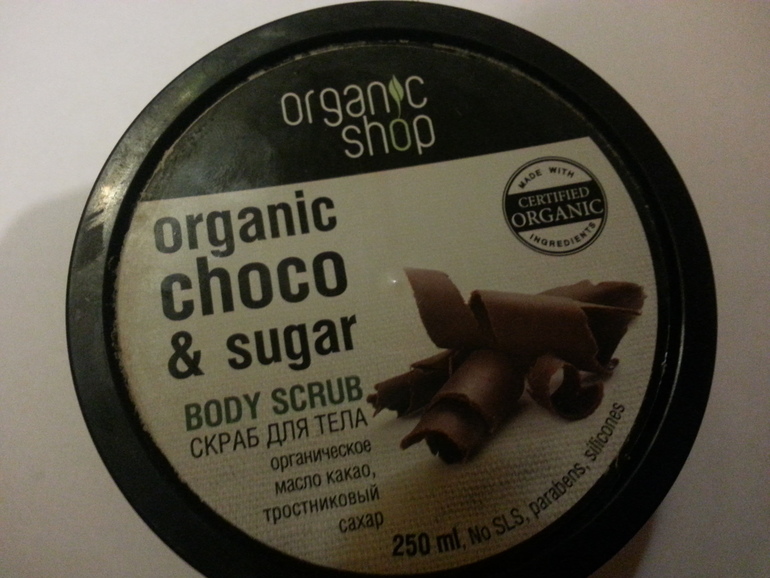 organic
shop
MADE WITH
CERTIFIED
ORGANIC
INGREDIENTS
organic
choco
& sugar
BODY SCRUB
СКРАБ ДЛЯ ТЕЛА
органическое
масло какао,
тростниковый
сахар
250 ml, No SLS, parabens, silicones